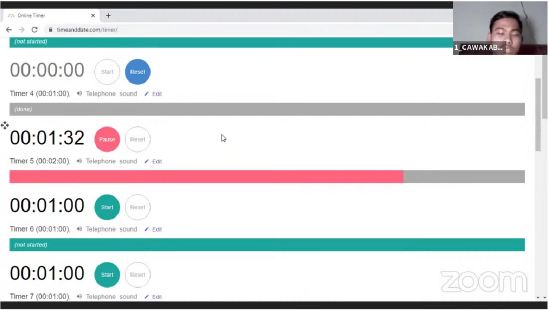 Online Timer
timeanddate.com/timer/
1_CAWAKAB...
(not started)
00:00:00 Start Reset
Timer 4 (00:01:00), Telephone sound Edit
(done)
00:01:32 Pause Reset
Timer 5 (00:02:00), Telephone sound Edit
00:01:00 Start Reset
Timer 6 (00:01:00), Telephone sound Edit
(not started)
00:01:00 Start Reset
Timer 7 (00:01:00), Telephone sound Edit
zoom